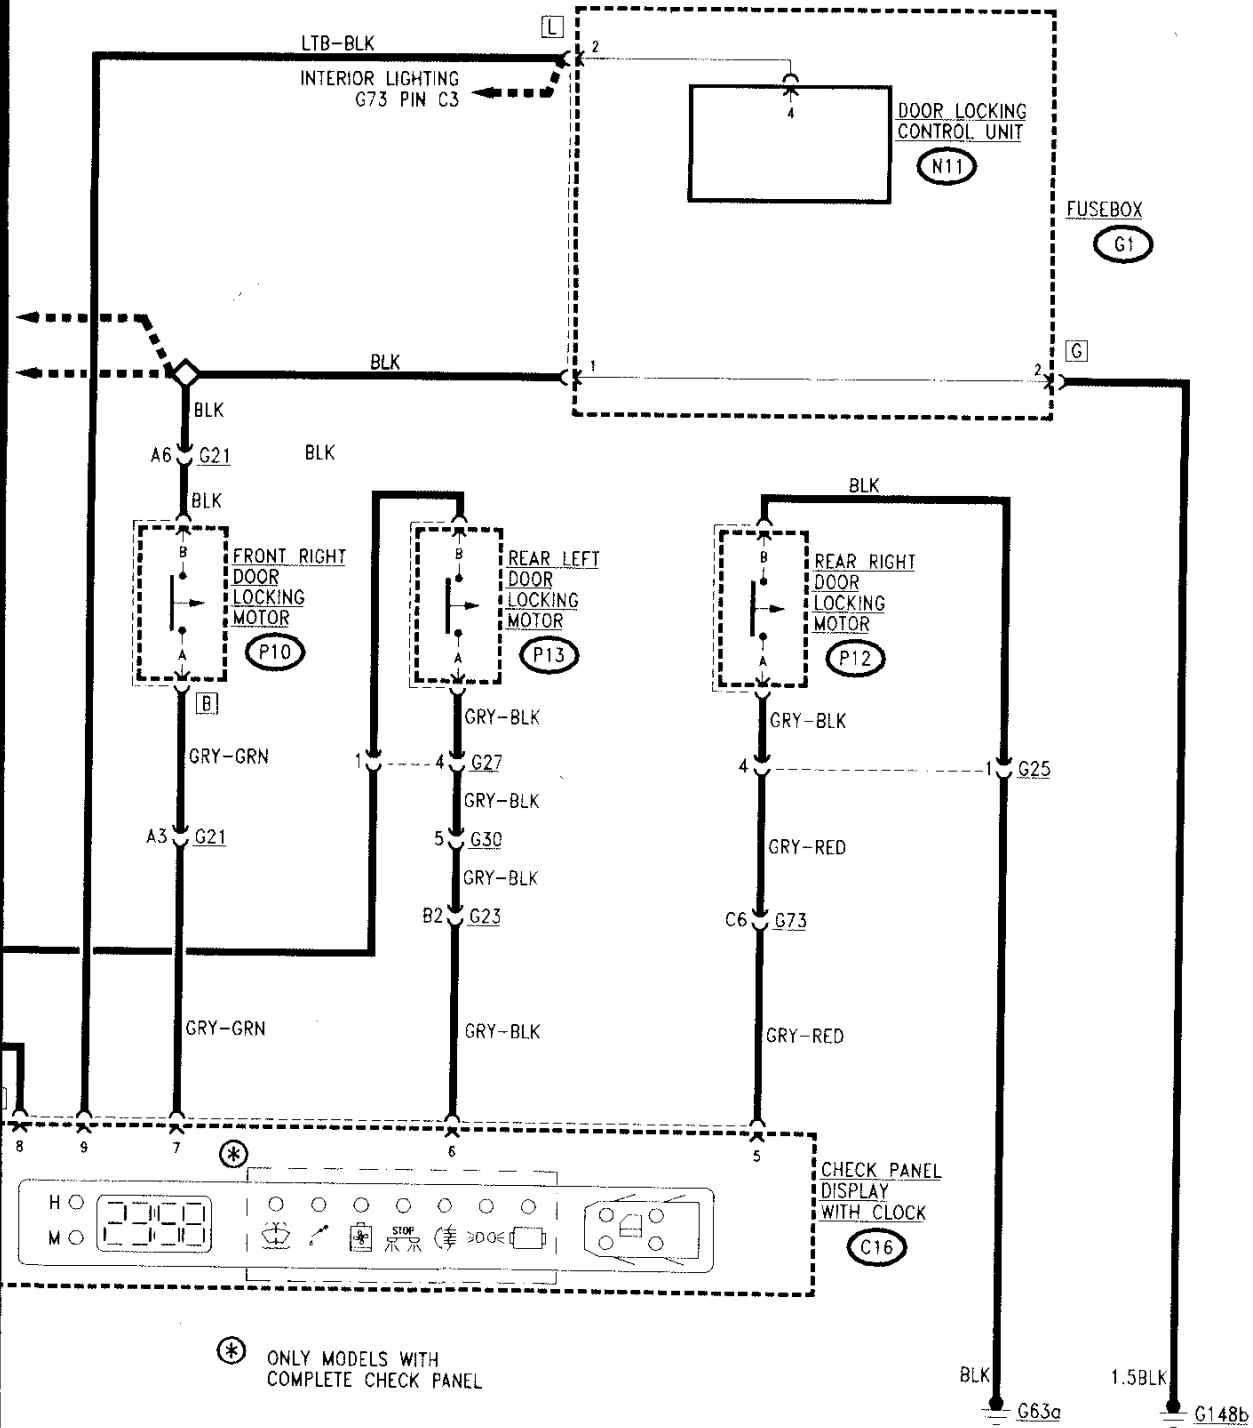 L
LTB-BLK
2
INTERIOR LIGHTING
G73 PIN C3
4
DOOR LOCKING
CONTROL UNIT
N11
FUSEBOX
G1
BLK
1
2
G
BLK
A6 G21
BLK
BLK
BLK
B
FRONT RIGHT
DOOR
LOCKING
MOTOR
P10
A
B
B
REAR LEFT
DOOR
LOCKING
MOTOR
P13
A
B
REAR RIGHT
DOOR
LOCKING
MOTOR
P12
A
GRY-BLK
GRY-BLK
GRY-GRN
1
4 G27
4
1 G25
GRY-BLK
A3 G21
5 G30
GRY-RED
GRY-BLK
B2 G23
C6 G73
GRY-GRN
GRY-BLK
GRY-RED
8
9
7
6
5
CHECK PANEL
DISPLAY
WITH CLOCK
C16
H
M
23:58
STOP
ONLY MODELS WITH
COMPLETE CHECK PANEL
BLK
G63a
1.5BLK
G148b